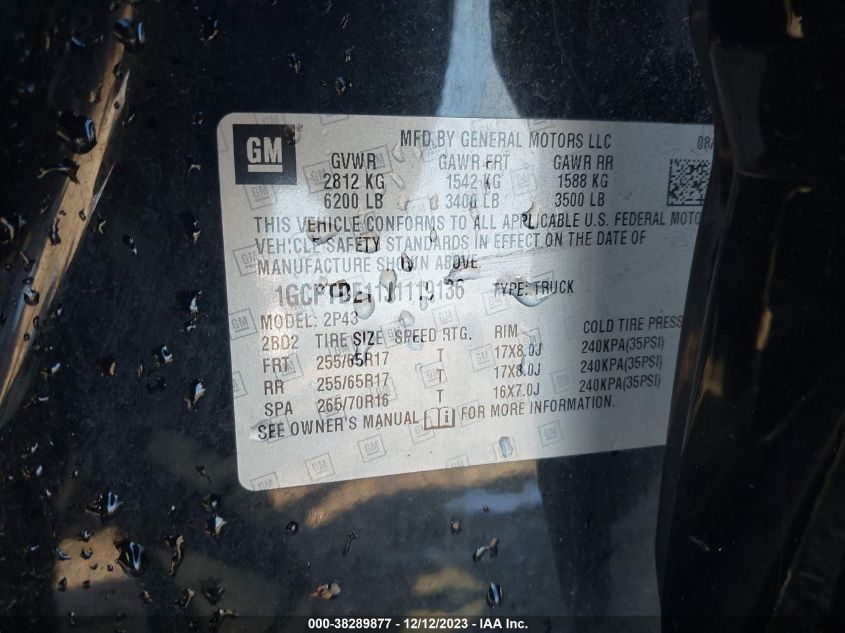 GM
MFD BY GENERAL MOTORS LLC 08/
GVWR GAWR FRT GAWR RR
2812 KG 1542 KG 1588 KG
6200 LB 3400 LB 3500 LB
THIS VEHICLE CONFORMS TO ALL APPLICABLE U.S. FEDERAL MOTO
VEHICLE SAFETY STANDARDS IN EFFECT ON THE DATE OF
MANUFACTURE SHOWN ABOVE
TYPE: TRUCK
MODEL: 2P43
2BD2 TIRE SIZE SPEED RTG. RIM COLD TIRE PRESS
FRT 255/65R17 T 17X8.0J 240KPA(35PSI)
RR 255/65R17 T 17X8.0J 240KPA(35PSI)
SPA 265/70R16 T 16X7.0J 240KPA(35PSI)
SEE OWNER'S MANUAL FOR MORE INFORMATION.
000-38289877 - 12/12/2023 - IAA Inc.